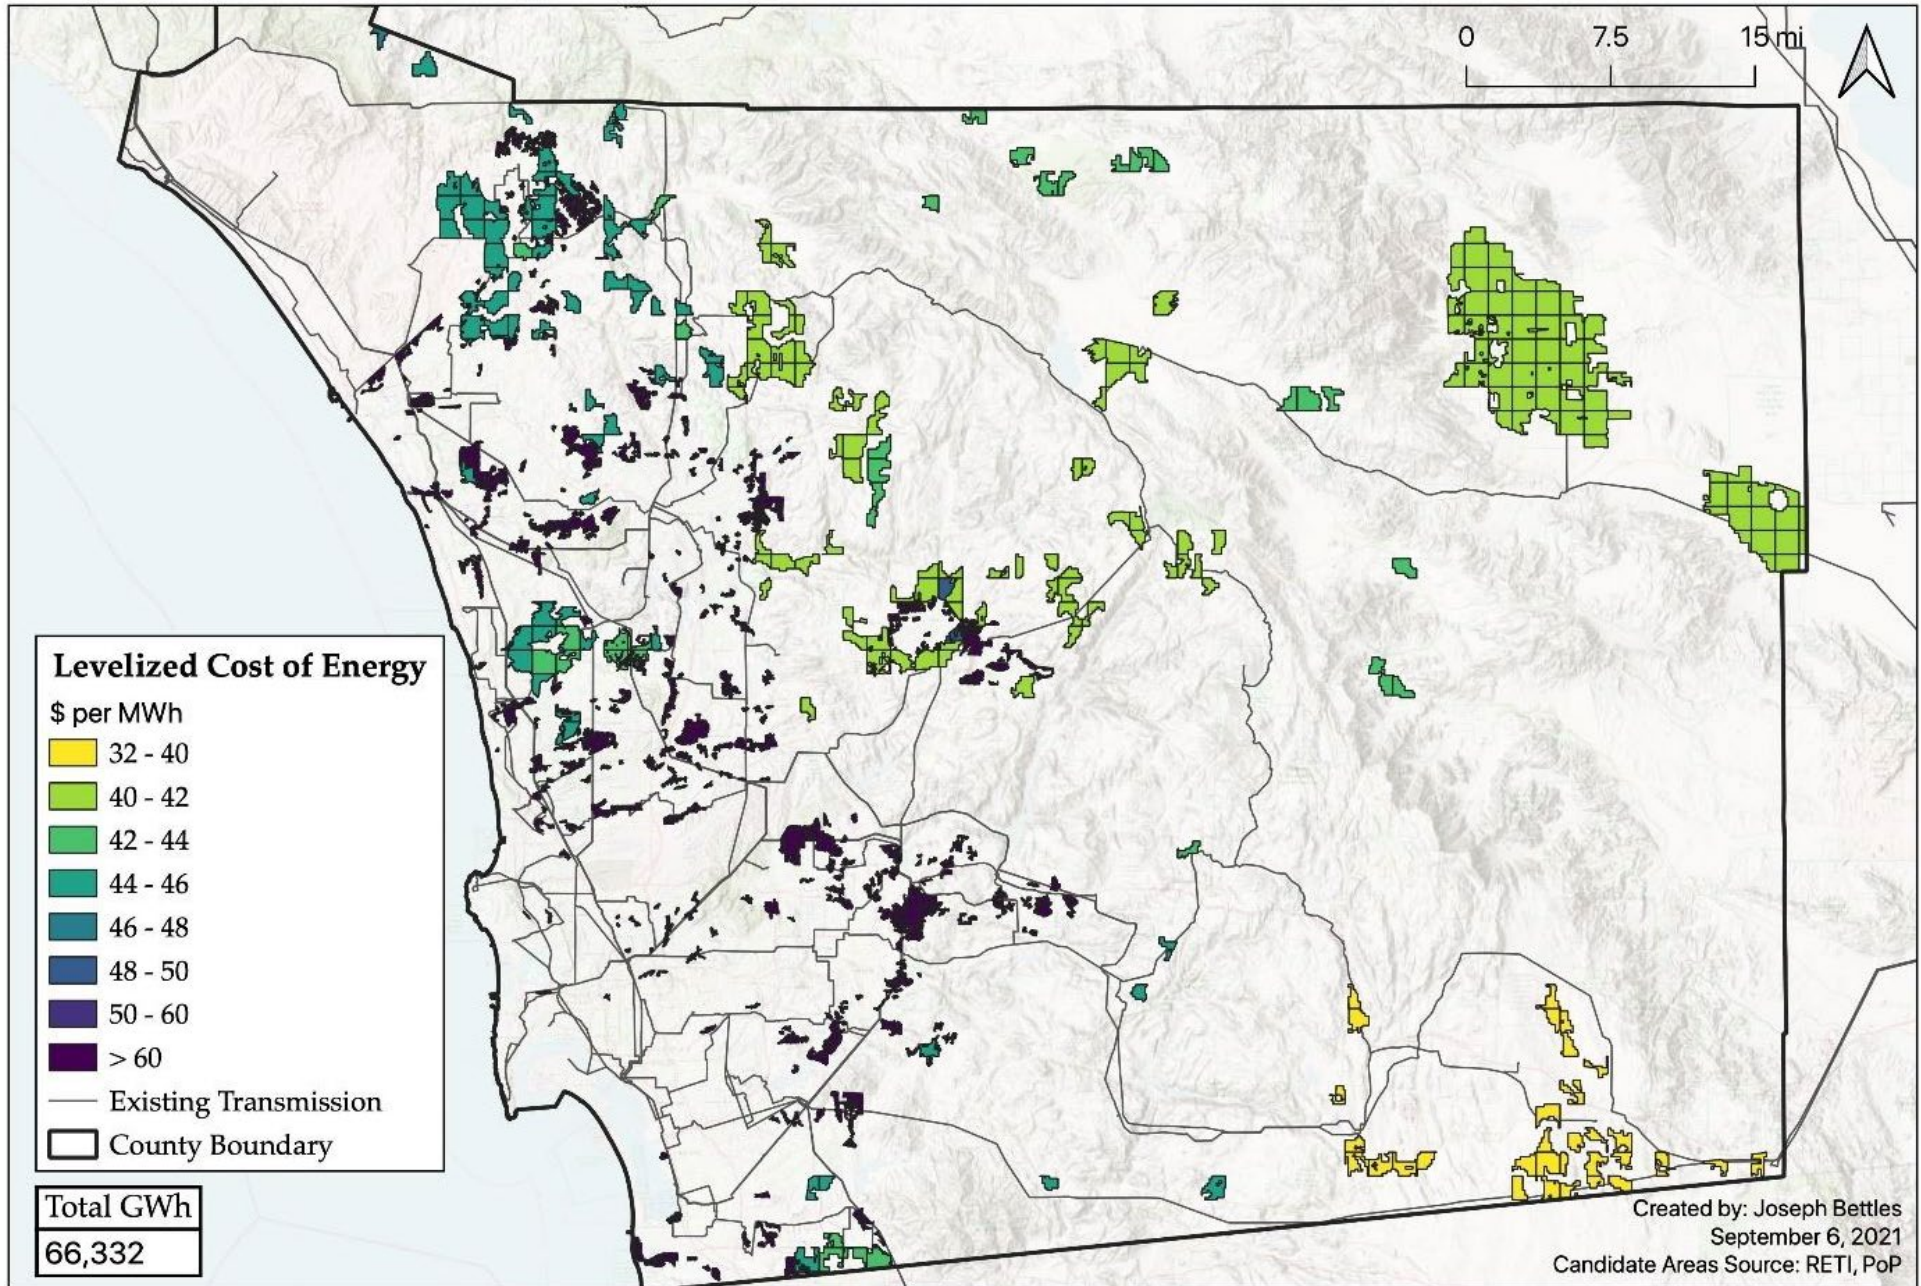 0 7.5 15 mi
Levelized Cost of Energy
$ per MWh
32 - 40
40 - 42
42 - 44
44 - 46
46 - 48
48 - 50
50 - 60
> 60
Existing Transmission
County Boundary
Total GWh
66,332
Created by: Joseph Bettles
September 6, 2021
Candidate Areas Source: RETI, PoP